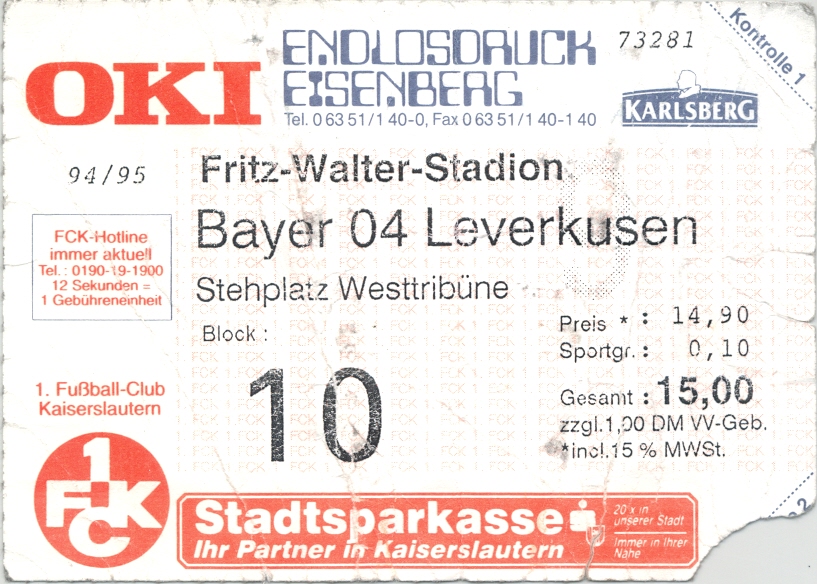 OKI
ENDLOSDRUCK
EISENBERG
Tel. 0 63 51/1 40-0, Fax 0 63 51/1 40-1 40
73281
KARLSBERG
Kontrolle 1
94/95
Fritz-Walter-Stadion
Bayer 04 Leverkusen
Stehplatz Westtribüne
Block :
10
FCK-Hotline
immer aktuell
Tel. : 0190-19-1900
12 Sekunden =
1 Gebühreneinheit
Preis * : 14,90
Sportgr. : 0,10
Gesamt : 15,00
zzgl.1,00 DM VV-Geb.
*incl.15 % MWSt.
1. Fußball-Club
Kaiserslautern
1
FCK
Stadtsparkasse
Ihr Partner in Kaiserslautern
20 x in
unserer Stadt
Immer in Ihrer
Nähe
2